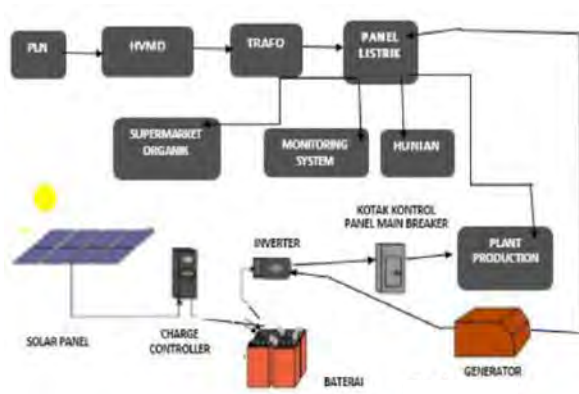 PLN
HVMD
TRAFO
PANEL
LISTRIK
SUPERMARKET
ORGANIK
MONITORING
SYSTEM
HUNIAN
KOTAK KONTROL
PANEL MAIN BREAKER
INVERTER
PLANT
PRODUCTION
SOLAR PANEL
CHARGE
CONTROLLER
BATERAI
GENERATOR